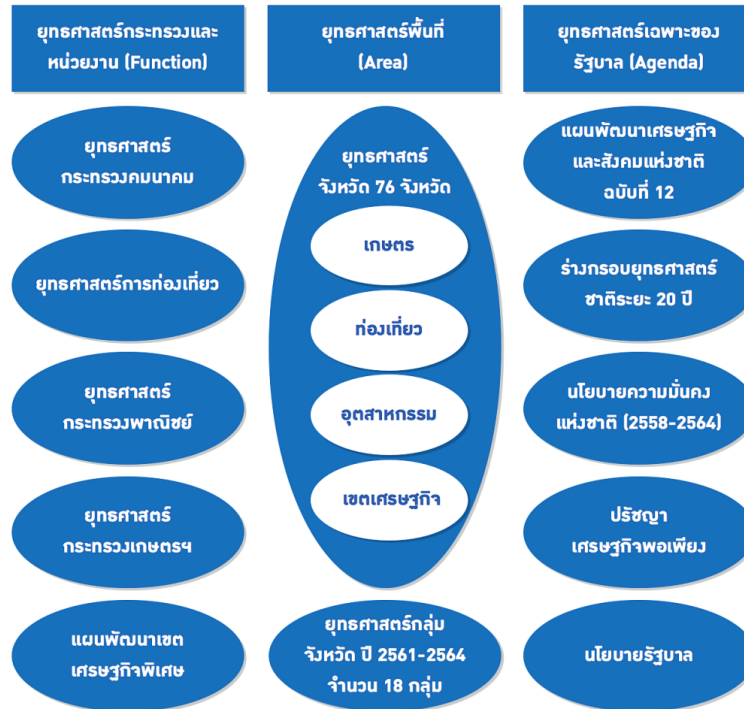 ยุทธศาสตร์กระทรวงและ
หน่วยงาน (Function)
ยุทธศาสตร์
กระทรวงคมนาคม
ยุทธศาสตร์การท่องเที่ยว
ยุทธศาสตร์
กระทรวงพาณิชย์
ยุทธศาสตร์
กระทรวงเกษตรฯ
แผนพัฒนาเขต
เศรษฐกิจพิเศษ
ยุทธศาสตร์พื้นที่
(Area)
ยุทธศาสตร์
จังหวัด 76 จังหวัด
เกษตร
ท่องเที่ยว
อุตสาหกรรม
เขตเศรษฐกิจ
ยุทธศาสตร์กลุ่ม
จังหวัด ปี 2561-2564
จำนวน 18 กลุ่ม
ยุทธศาสตร์เฉพาะของ
รัฐบาล (Agenda)
แผนพัฒนาเศรษฐกิจ
และสังคมแห่งชาติ
ฉบับที่ 12
ร่างกรอบยุทธศาสตร์
ชาติระยะ 20 ปี
นโยบายความมั่นคง
แห่งชาติ (2558-2564)
ปรัชญา
เศรษฐกิจพอเพียง
นโยบายรัฐบาล